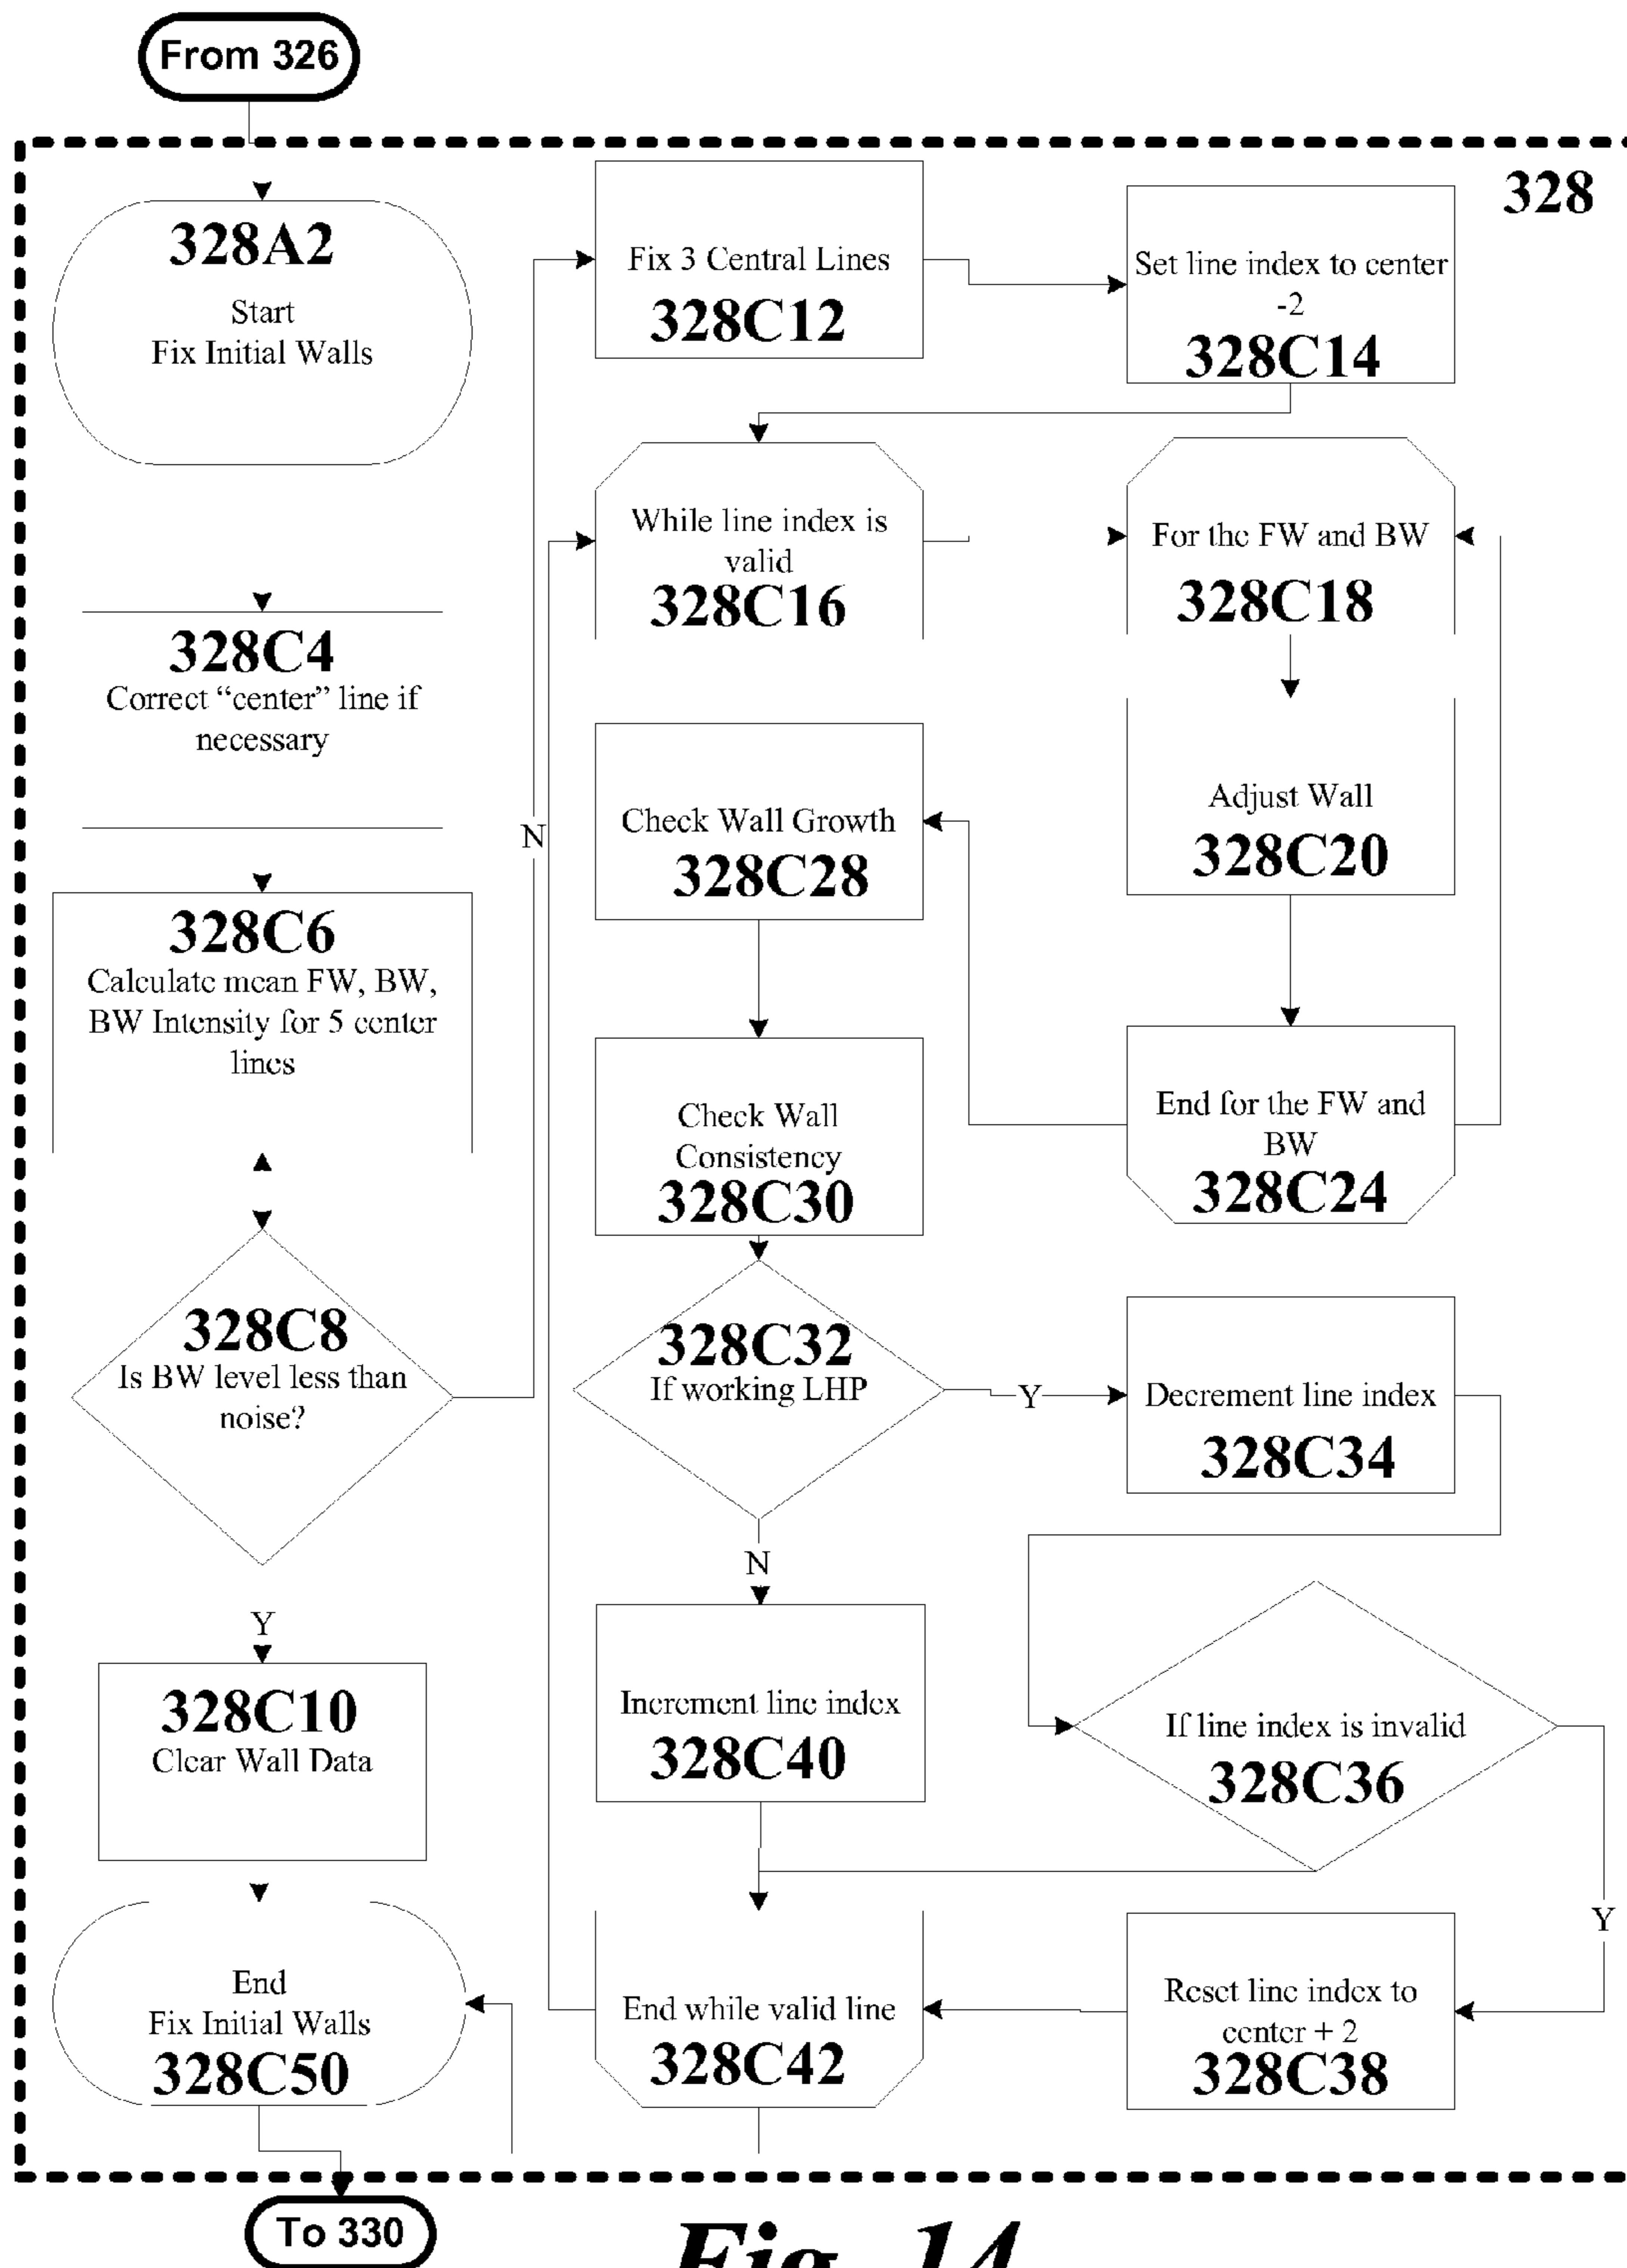 From 326
328
328A2
Start
Fix Initial Walls
328C4
Correct “center” line if
necessary
328C6
Calculate mean FW, BW,
BW Intensity for 5 center
lines
328C8
Is BW level less than
noise?
N
Y
328C10
Clear Wall Data
End
Fix Initial Walls
328C50
To 330
Fix 3 Central Lines
328C12
Set line index to center
-2
328C14
While line index is
valid
328C16
For the FW and BW
328C18
Adjust Wall
328C20
End for the FW and
BW
328C24
Check Wall Growth
328C28
Check Wall
Consistency
328C30
328C32
If working LHP
Y
N
Decrement line index
328C34
If line index is invalid
328C36
Y
Increment line index
328C40
Reset line index to
center + 2
328C38
End while valid line
328C42
Fig. 14